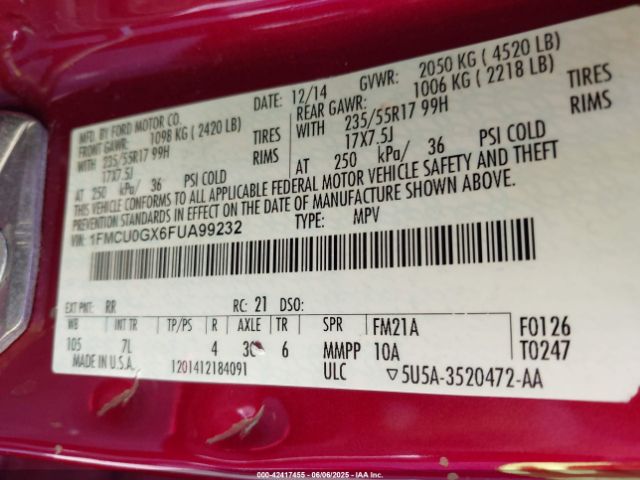 MFD. BY FORD MOTOR CO.
DATE: 12/14 GVWR: 2050 KG ( 4520 LB)
FRONT GAWR: 1098 KG ( 2420 LB) REAR GAWR: 1006 KG ( 2218 LB)
WITH 235/55R17 99H TIRES WITH 235/55R17 99H TIRES
17X7.5J RIMS 17X7.5J RIMS
AT 250 kPa/ 36 PSI COLD AT 250 kPa/ 36 PSI COLD
THIS VEHICLE CONFORMS TO ALL APPLICABLE FEDERAL MOTOR VEHICLE SAFETY AND THEFT
PREVENTION STANDARDS IN EFFECT ON THE DATE OF MANUFACTURE SHOWN ABOVE.
VIN: 1FMCU0GX6FUA99232 TYPE: MPV
EXT PNT: RR RC: 21 DSO:
WB INT TR TP/PS R AXLE TR SPR FM21A F0126
105 7L 4 6 MMPP 10A T0247
MADE IN U.S.A. 1201412184091 ULC ▽5U5A-3520472-AA
000-42417455 - 06/06/2025 - IAA Inc.